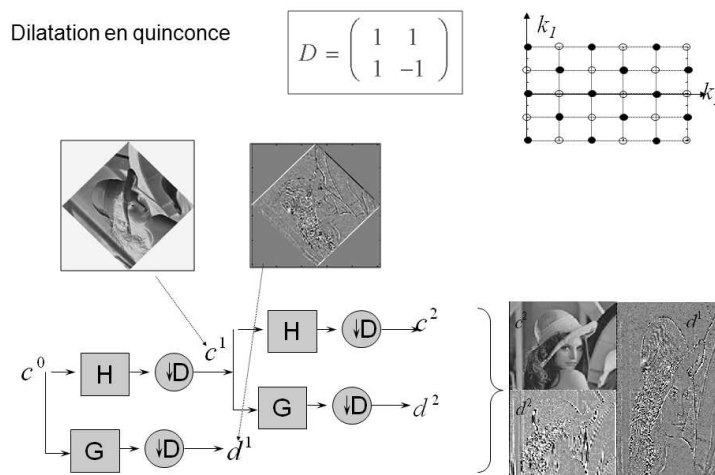 Dilatation en quinconce
D = ( 1 1
1 -1 )
k₁
k
c² 
H ↓D c²
c¹
c⁰ H ↓D
G ↓D d²
G ↓D d¹
d¹
d²